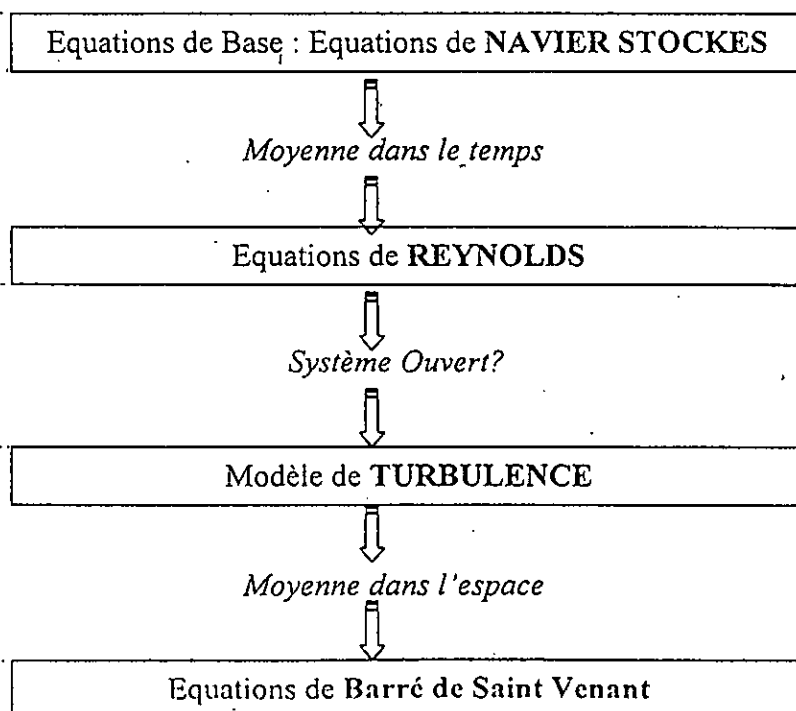 Equations de Base : Equations de NAVIER STOCKES
Moyenne dans le temps
Equations de REYNOLDS
Système Ouvert?
Modèle de TURBULENCE
Moyenne dans l'espace
Equations de Barré de Saint Venant